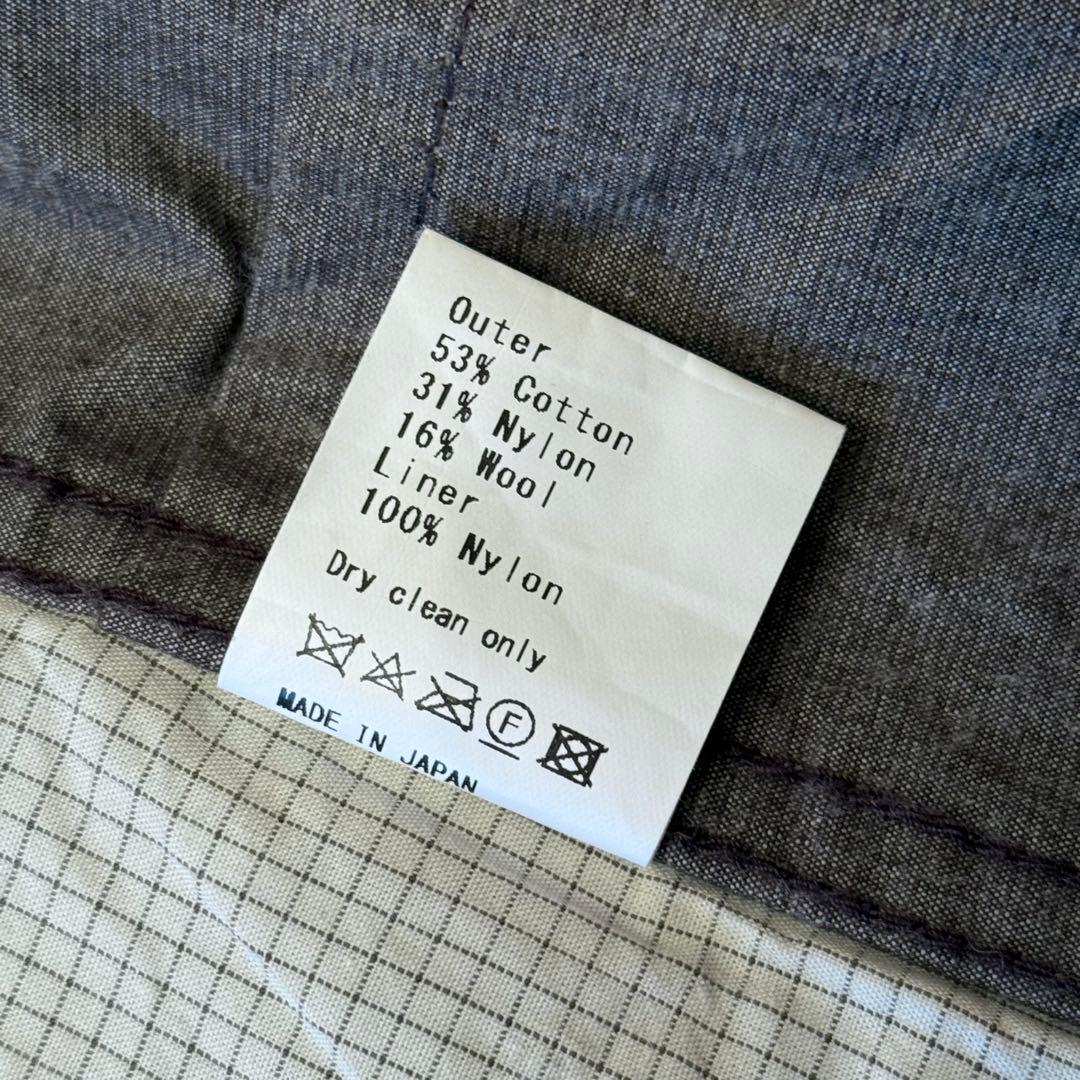 Outer
53% Cotton
31% Nylon
16% Wool
Liner
100% Nylon
Dry clean only
F
MADE IN JAPAN